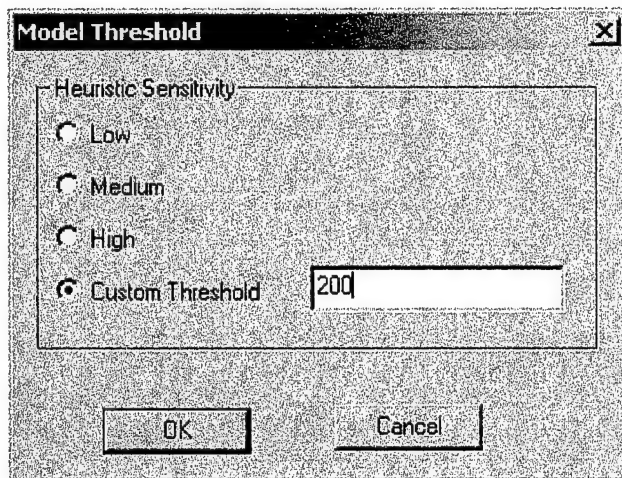 Model Threshold
Heuristic Sensitivity
Low
Medium
High
Custom Threshold 200
OK Cancel